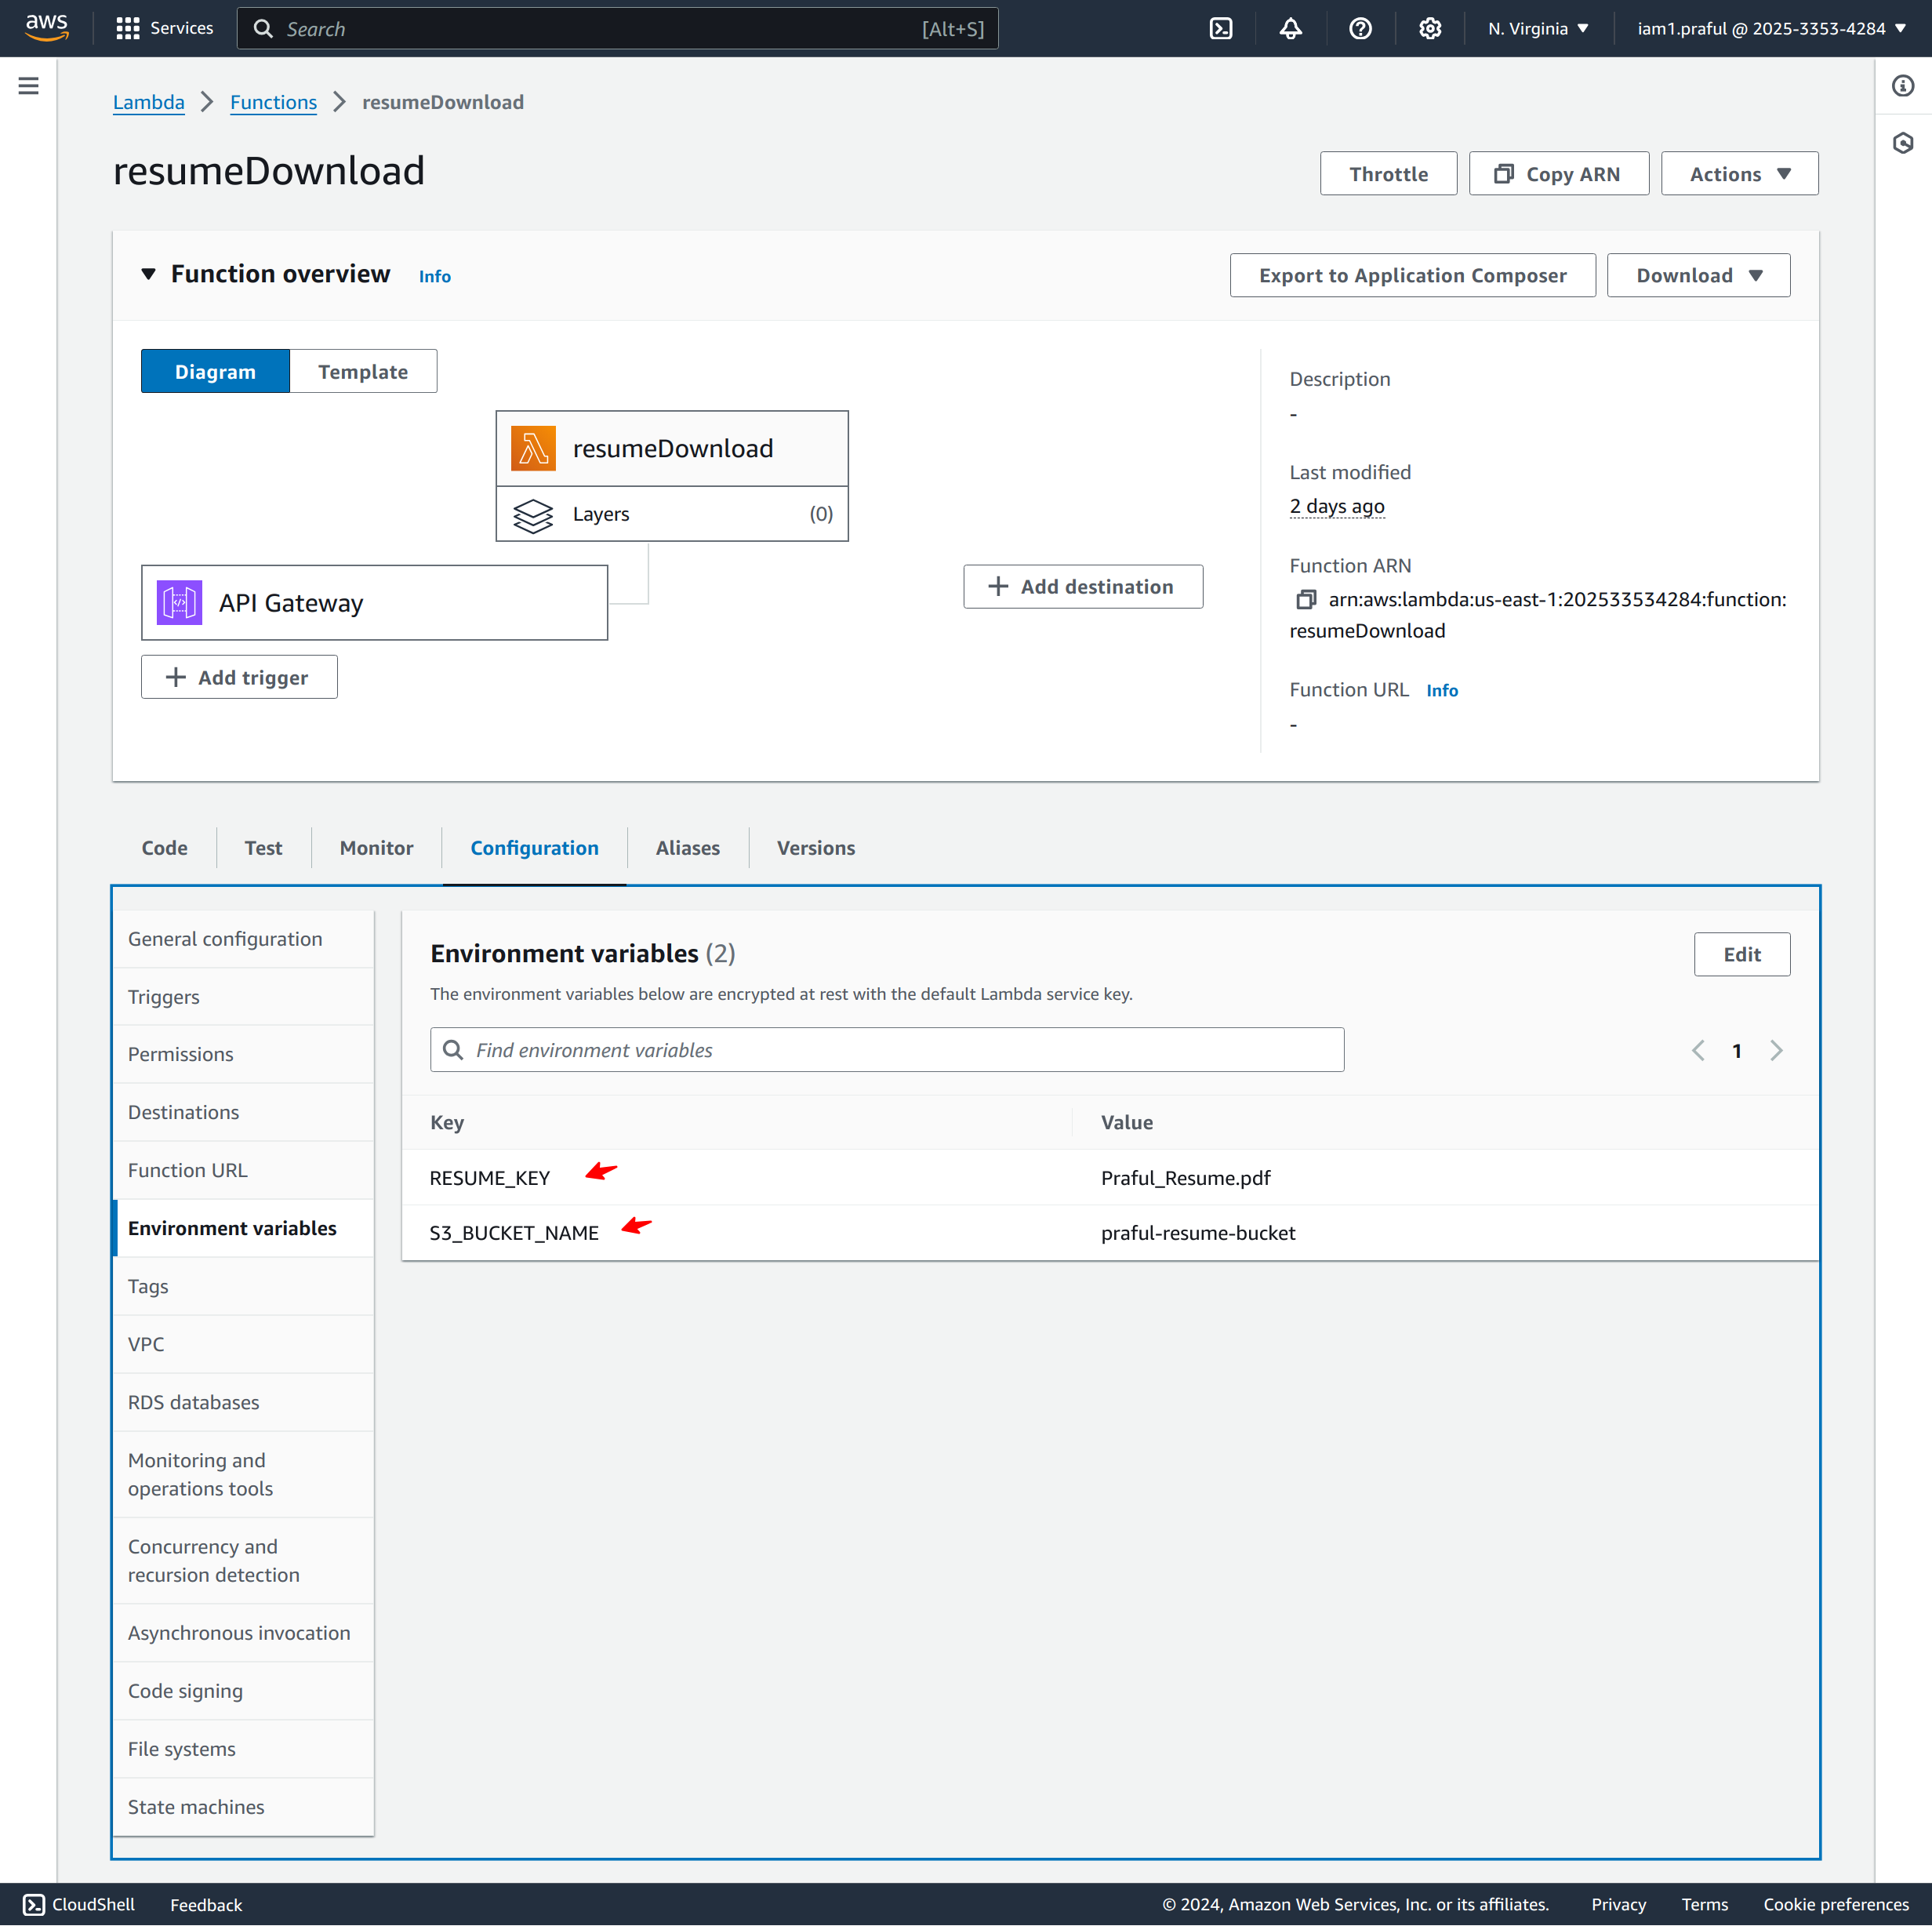 aws
Services
Search
[Alt+S]
N. Virginia
iam1.praful @ 2025-3353-4284
Lambda
Functions
resumeDownload
resumeDownload
Throttle
Copy ARN
Actions
Function overview
Info
Export to Application Composer
Download
Diagram
Template
resumeDownload
Layers
(0)
API Gateway
Add trigger
Add destination
Description
-
Last modified
2 days ago
Function ARN
arn:aws:lambda:us-east-1:202533534284:function:
resumeDownload
Function URL
Info
-
Code
Test
Monitor
Configuration
Aliases
Versions
General configuration
Triggers
Permissions
Destinations
Function URL
Environment variables
Tags
VPC
RDS databases
Monitoring and
operations tools
Concurrency and
recursion detection
Asynchronous invocation
Code signing
File systems
State machines
Environment variables (2)
Edit
The environment variables below are encrypted at rest with the default Lambda service key.
Find environment variables
1
Key
Value
RESUME_KEY
Praful_Resume.pdf
S3_BUCKET_NAME
praful-resume-bucket
CloudShell
Feedback
© 2024, Amazon Web Services, Inc. or its affiliates.
Privacy
Terms
Cookie preferences